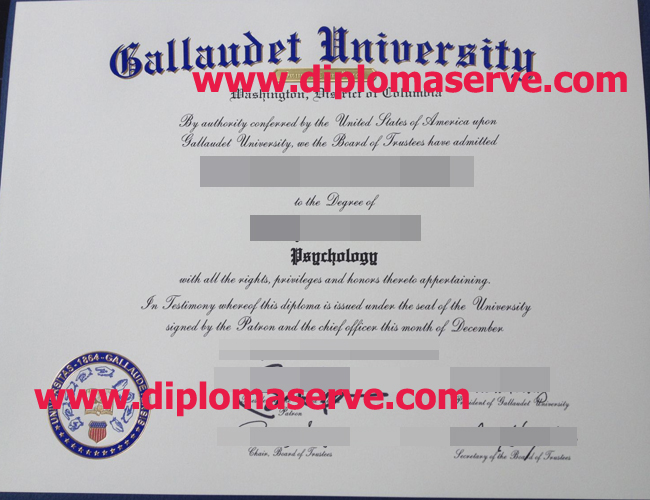 Gallaudet University
www.diplomaserve.com
Washington, District of Columbia
By authority conferred by the United States of America upon
Gallaudet University, we the Board of Trustees have admitted
to the Degree of
Psychology
with all the rights, privileges and honors thereto appertaining.
In Testimony whereof this diploma is issued under the seal of the University
signed by the Patron and the chief officer this month of December
www.diplomaserve.com
Patron
President of Gallaudet University
Chair, Board of Trustees
Secretary of the Board of Trustees
1864 GALLAUDET